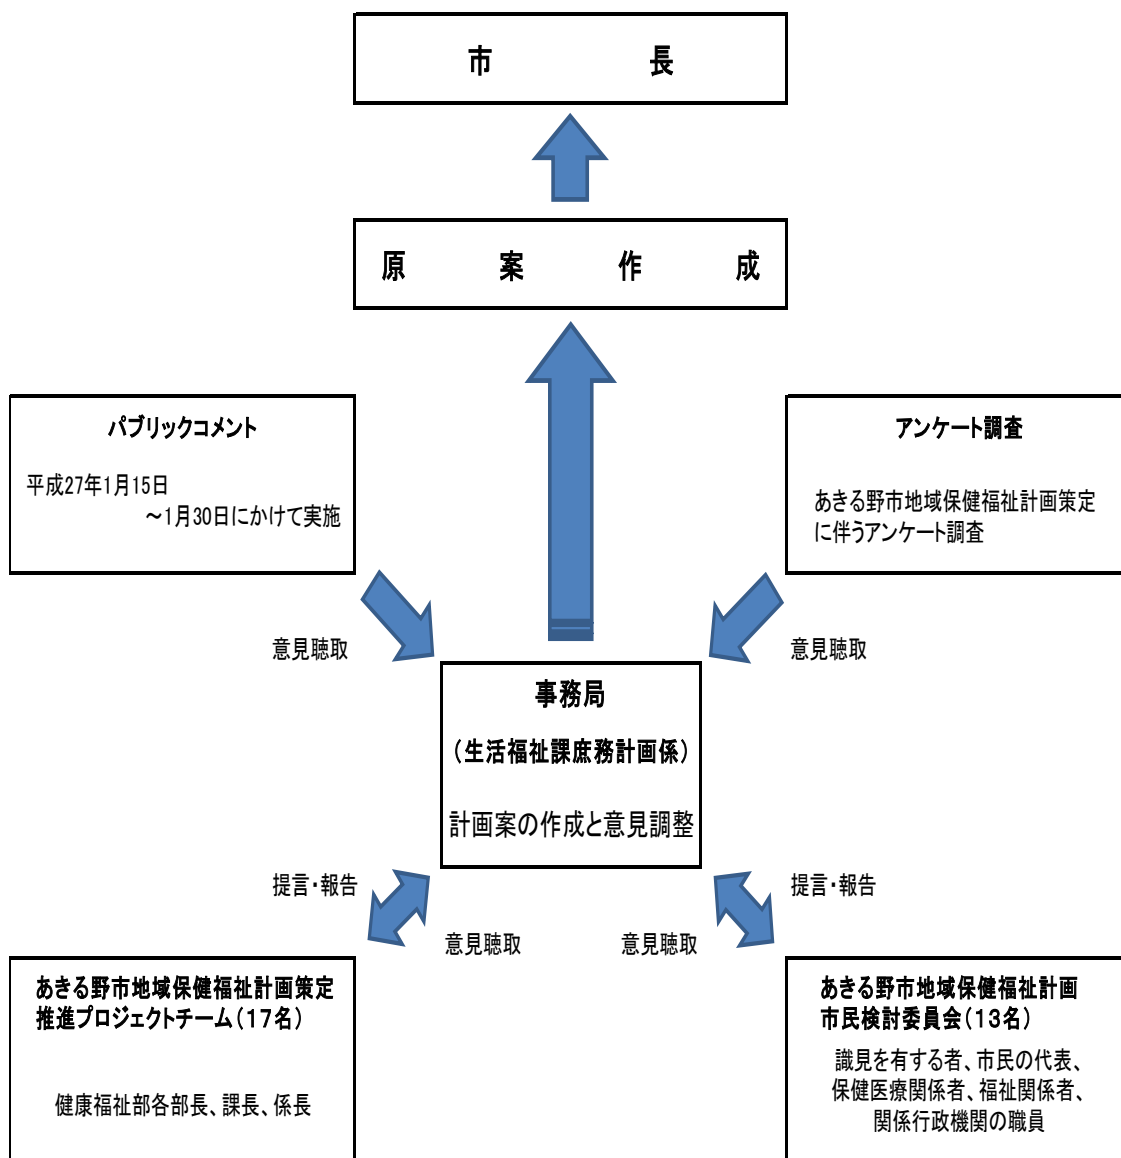 市長
原案作成
パブリックコメント
平成27年1月15日
～1月30日にかけて実施
アンケート調査
あきる野市地域保健福祉計画策定
に伴うアンケート調査
意見聴取
意見聴取
事務局
（生活福祉課庶務計画係）
計画案の作成と意見調整
提言・報告
意見聴取
提言・報告
意見聴取
あきる野市地域保健福祉計画策定
推進プロジェクトチーム（17名）
健康福祉部各部長、課長、係長
あきる野市地域保健福祉計画
市民検討委員会（13名）
識見を有する者、市民の代表、
保健医療関係者、福祉関係者、
関係行政機関の職員